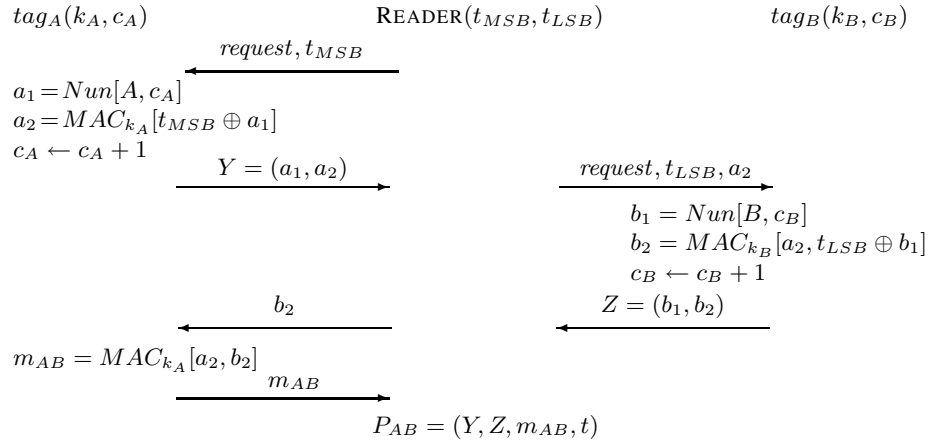 tag_A(k_A, c_A) READER(t_MSB, t_LSB) tag_B(k_B, c_B)
request, t_MSB
a_1 = Nun[A, c_A]
a_2 = MAC_{k_A}[t_MSB ⊕ a_1]
c_A ← c_A + 1
Y = (a_1, a_2) request, t_LSB, a_2
b_1 = Nun[B, c_B]
b_2 = MAC_{k_B}[a_2, t_LSB ⊕ b_1]
c_B ← c_B + 1
b_2 Z = (b_1, b_2)
m_AB = MAC_{k_A}[a_2, b_2]
m_AB
P_AB = (Y, Z, m_AB, t)